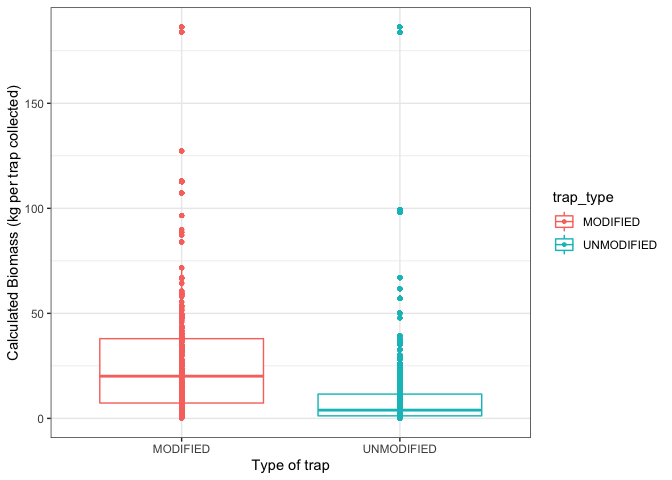 Calculated Biomass (kg per trap collected)
150
100
50
0
MODIFIED UNMODIFIED
Type of trap
trap_type
MODIFIED
UNMODIFIED